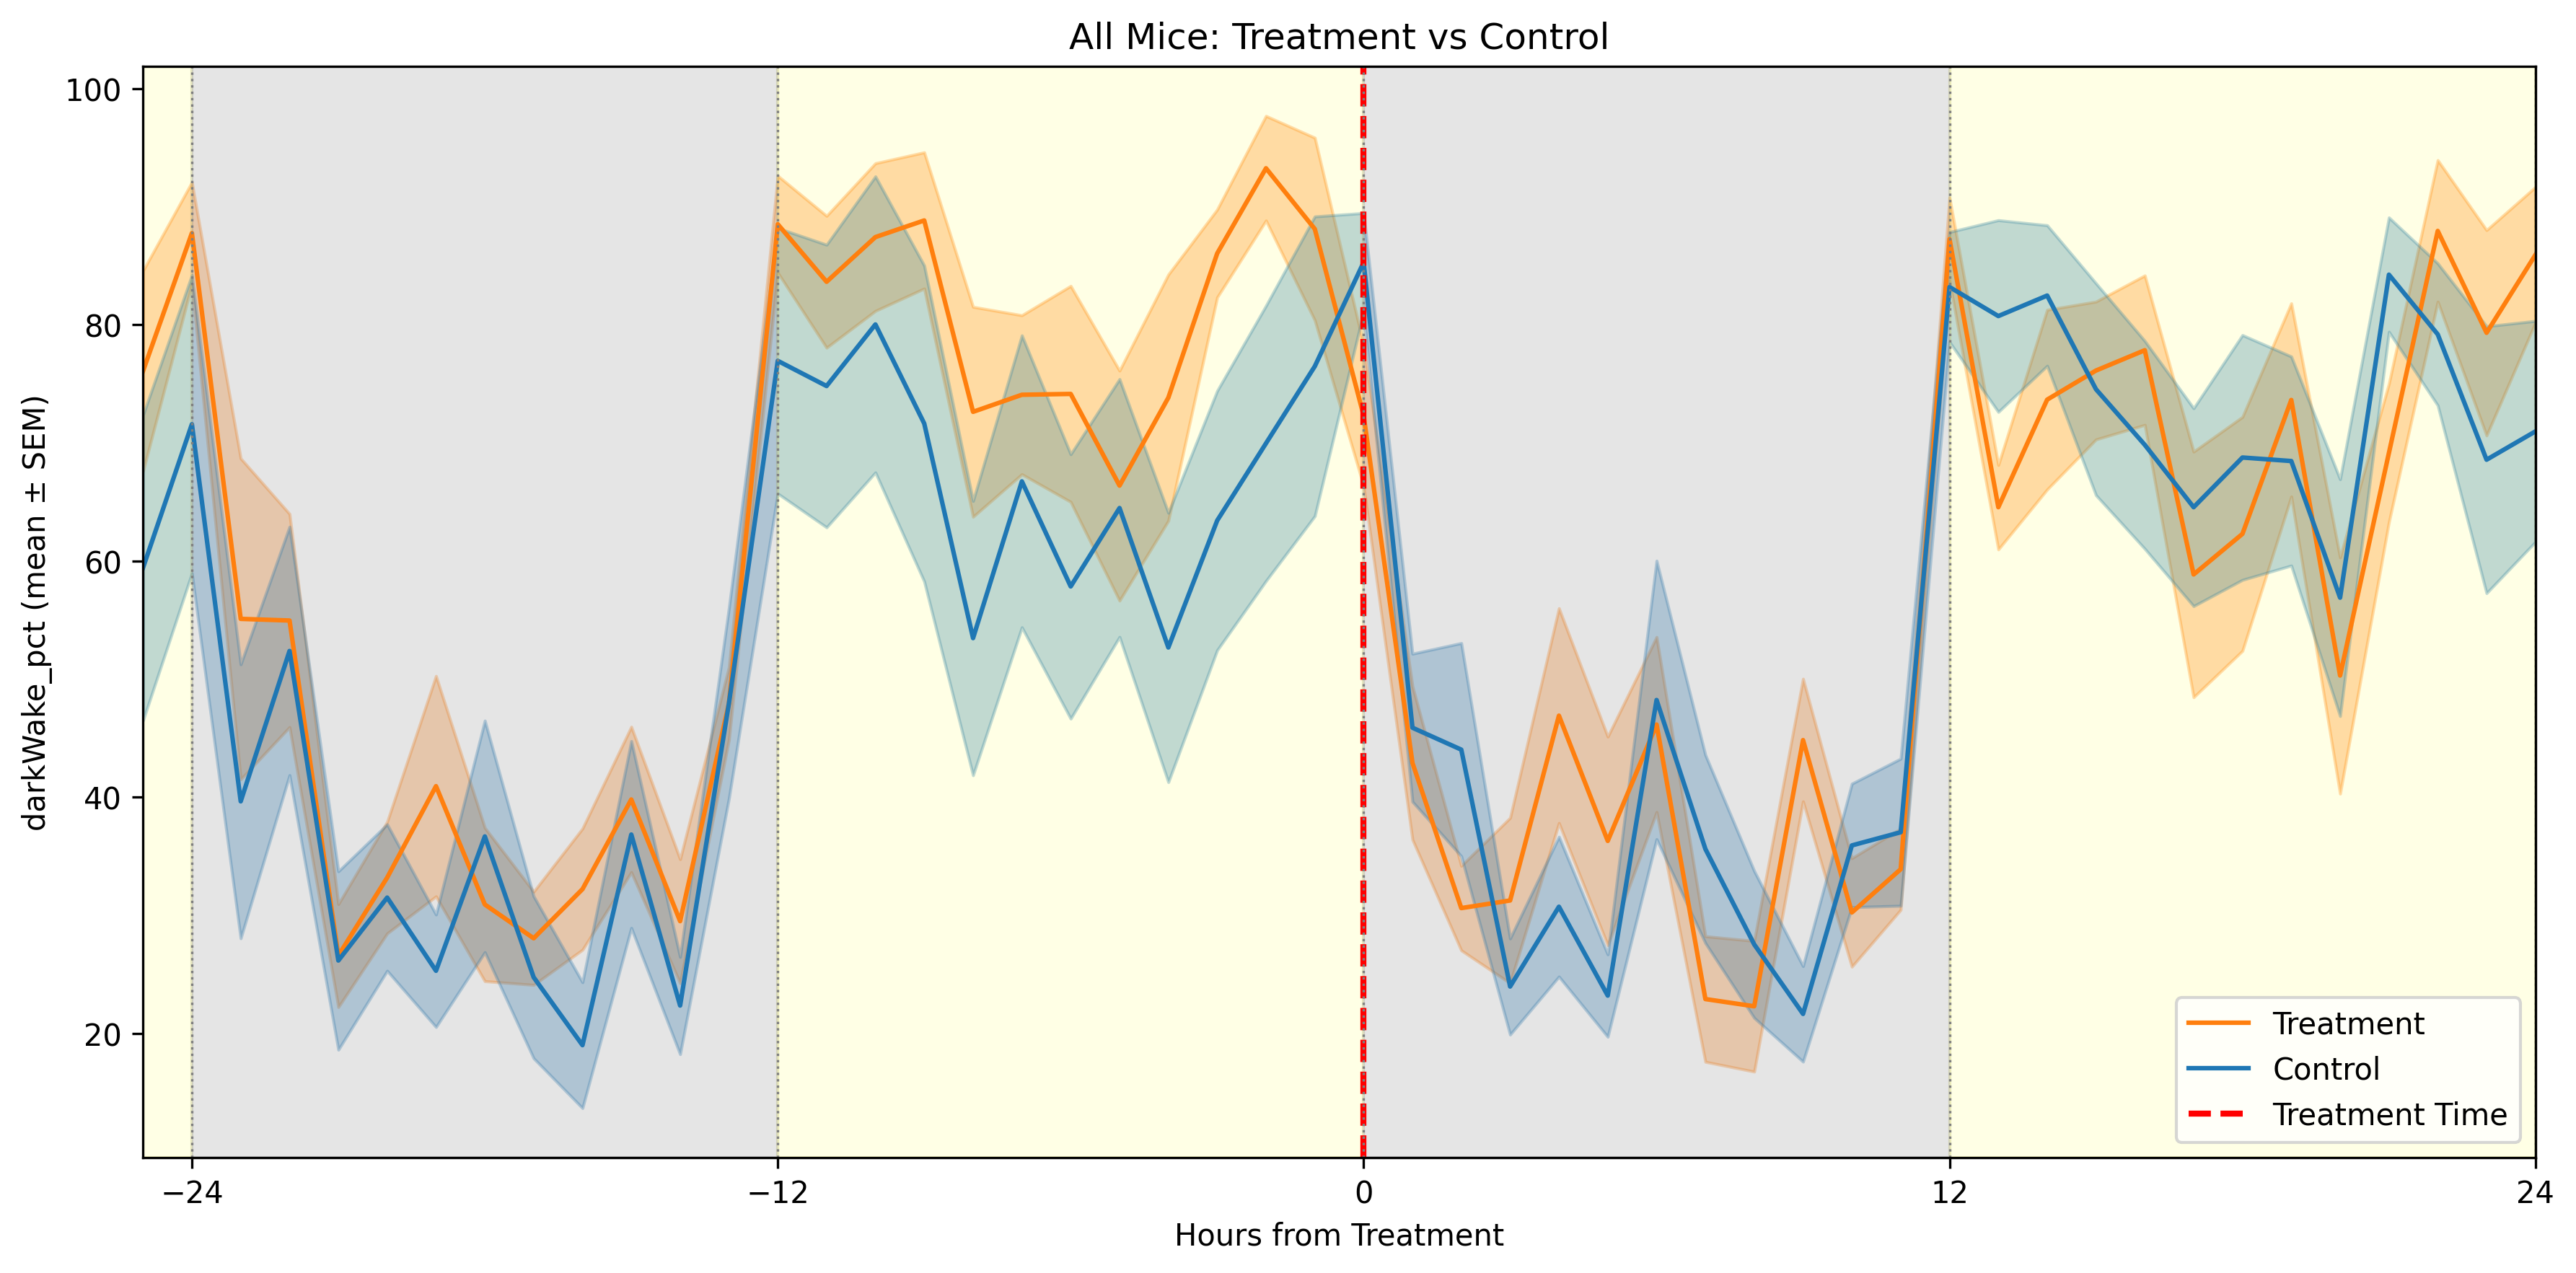 All Mice: Treatment vs Control
darkWake_pct (mean ± SEM)
100
80
60
40
20
−24
−12
0
12
24
Hours from Treatment
Treatment
Control
Treatment Time